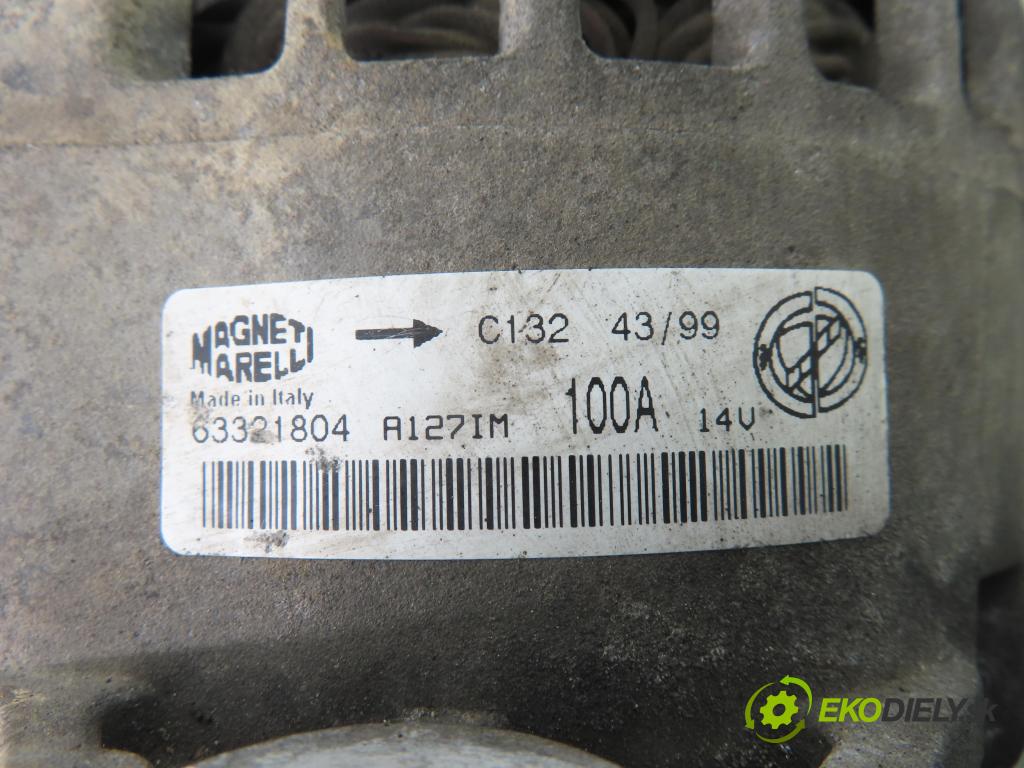 MAGNETI
MARELLI
C132 43/99
Made in Italy
63321804 A127IM 100A 14V
EKODIELY.sk